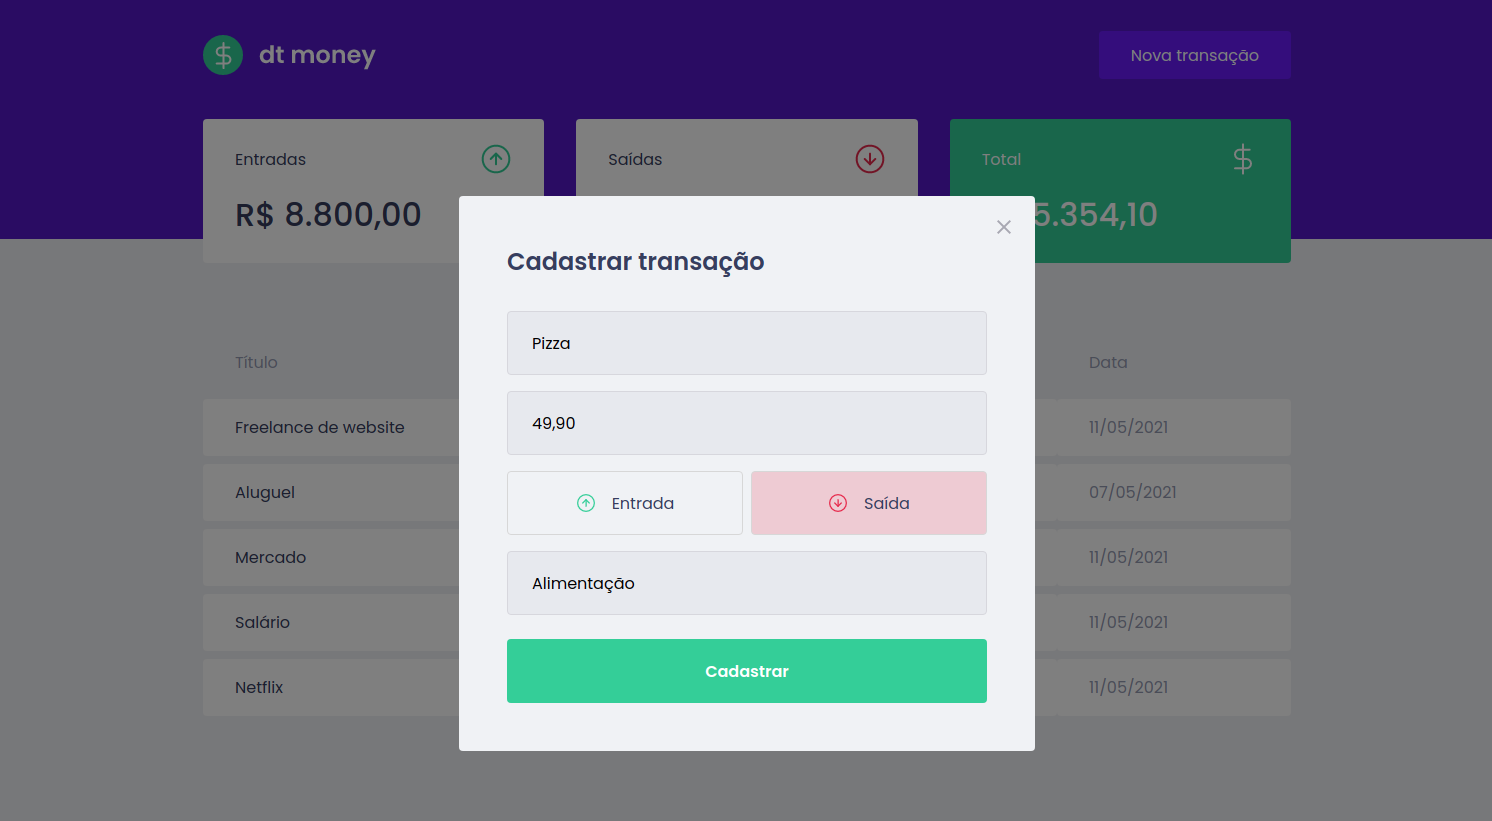 dt money
Nova transação
Entradas
Saídas
Total
R$ 8.800,00
5.354,10
Cadastrar transação
Pizza
49,90
Entrada
Saída
Alimentação
Cadastrar
Título
Data
Freelance de website
11/05/2021
Aluguel
07/05/2021
Mercado
11/05/2021
Salário
11/05/2021
Netflix
11/05/2021